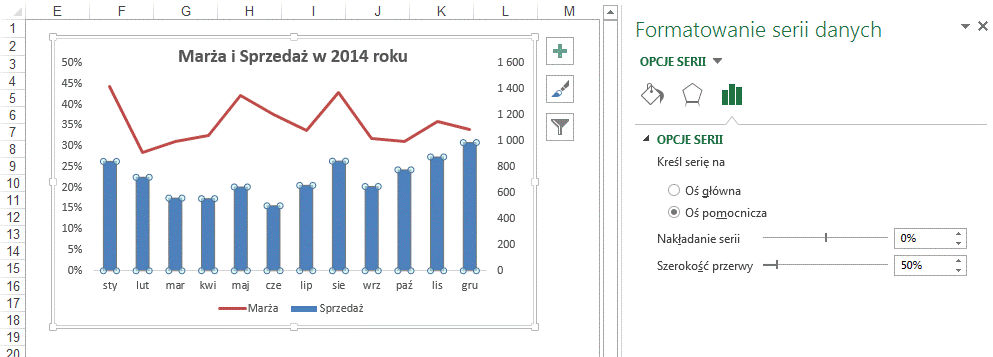 E F G H I J K L M
1
2
3
4
5
6
7
8
9
10
11
12
13
14
15
16
17
18
19
20
Marża i Sprzedaż w 2014 roku
50% 1 600
45% 1 400
40%
35% 1 200
30% 1 000
25% 800
20% 600
15% 400
10%
5% 200
0% 0
sty lut mar kwi maj cze lip sie wrz paź lis gru
Marża Sprzedaż
Formatowanie serii danych
OPCJE SERII
OPCJE SERII
Kreśl serię na
Oś główna
Oś pomocnicza
Nakładanie serii 0%
Szerokość przerwy 50%